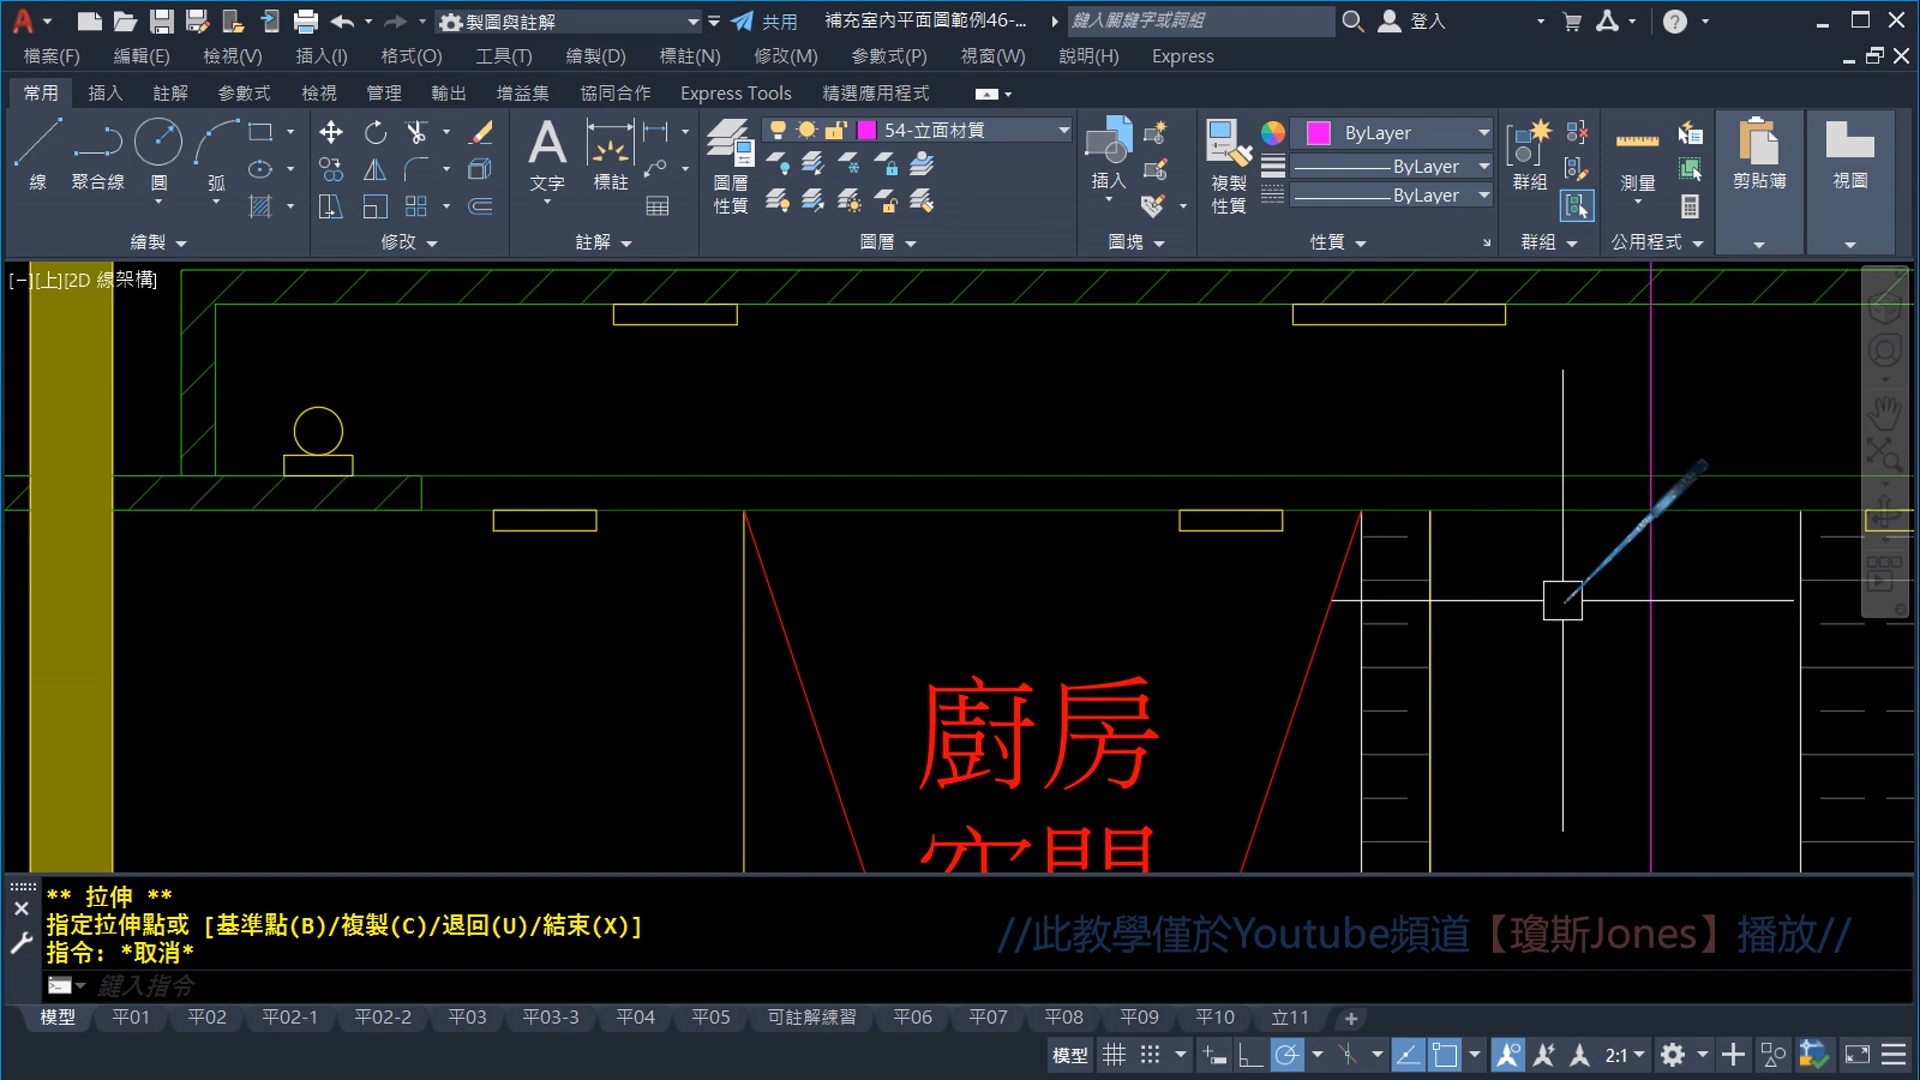 製圖與註解
共用
補充室內平面圖範例46-...
鍵入關鍵字或詞組
登入
檔案(F) 編輯(E) 檢視(V) 插入(I) 格式(O) 工具(T) 繪製(D) 標註(N) 修改(M) 參數式(P) 視窗(W) 說明(H) Express
常用 插入 註解 參數式 檢視 管理 輸出 增益集 協同合作 Express Tools 精選應用程式
線
聚合線
圓
弧
文字
標註
圖層
性質
54-立面材質
插入
複製
性質
ByLayer
ByLayer
ByLayer
群組
測量
剪貼簿
視圖
繪製 修改 註解 圖層 圖塊 性質 群組 公用程式
[−][上][2D 線架構]
廚房
空間
** 拉伸 **
指定拉伸點或 [基準點(B)/複製(C)/退回(U)/結束(X)]
指令: *取消*
鍵入指令
//此教學僅於Youtube頻道【瓊斯Jones】播放//
模型 平01 平02 平02-1 平02-2 平03 平03-3 平04 平05 可註解練習 平06 平07 平08 平09 平10 立11
模型
2:1